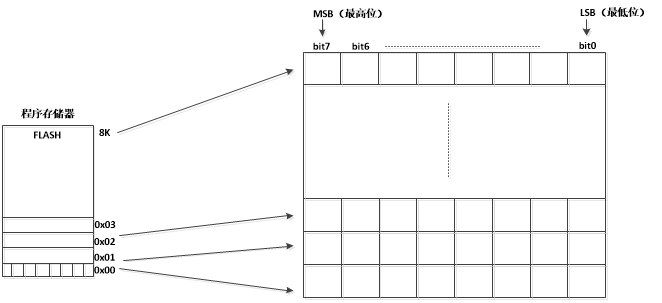 MSB（最高位）
LSB（最低位）
bit7
bit6
bit0
程序存储器
FLASH
8K
0x03
0x02
0x01
0x00